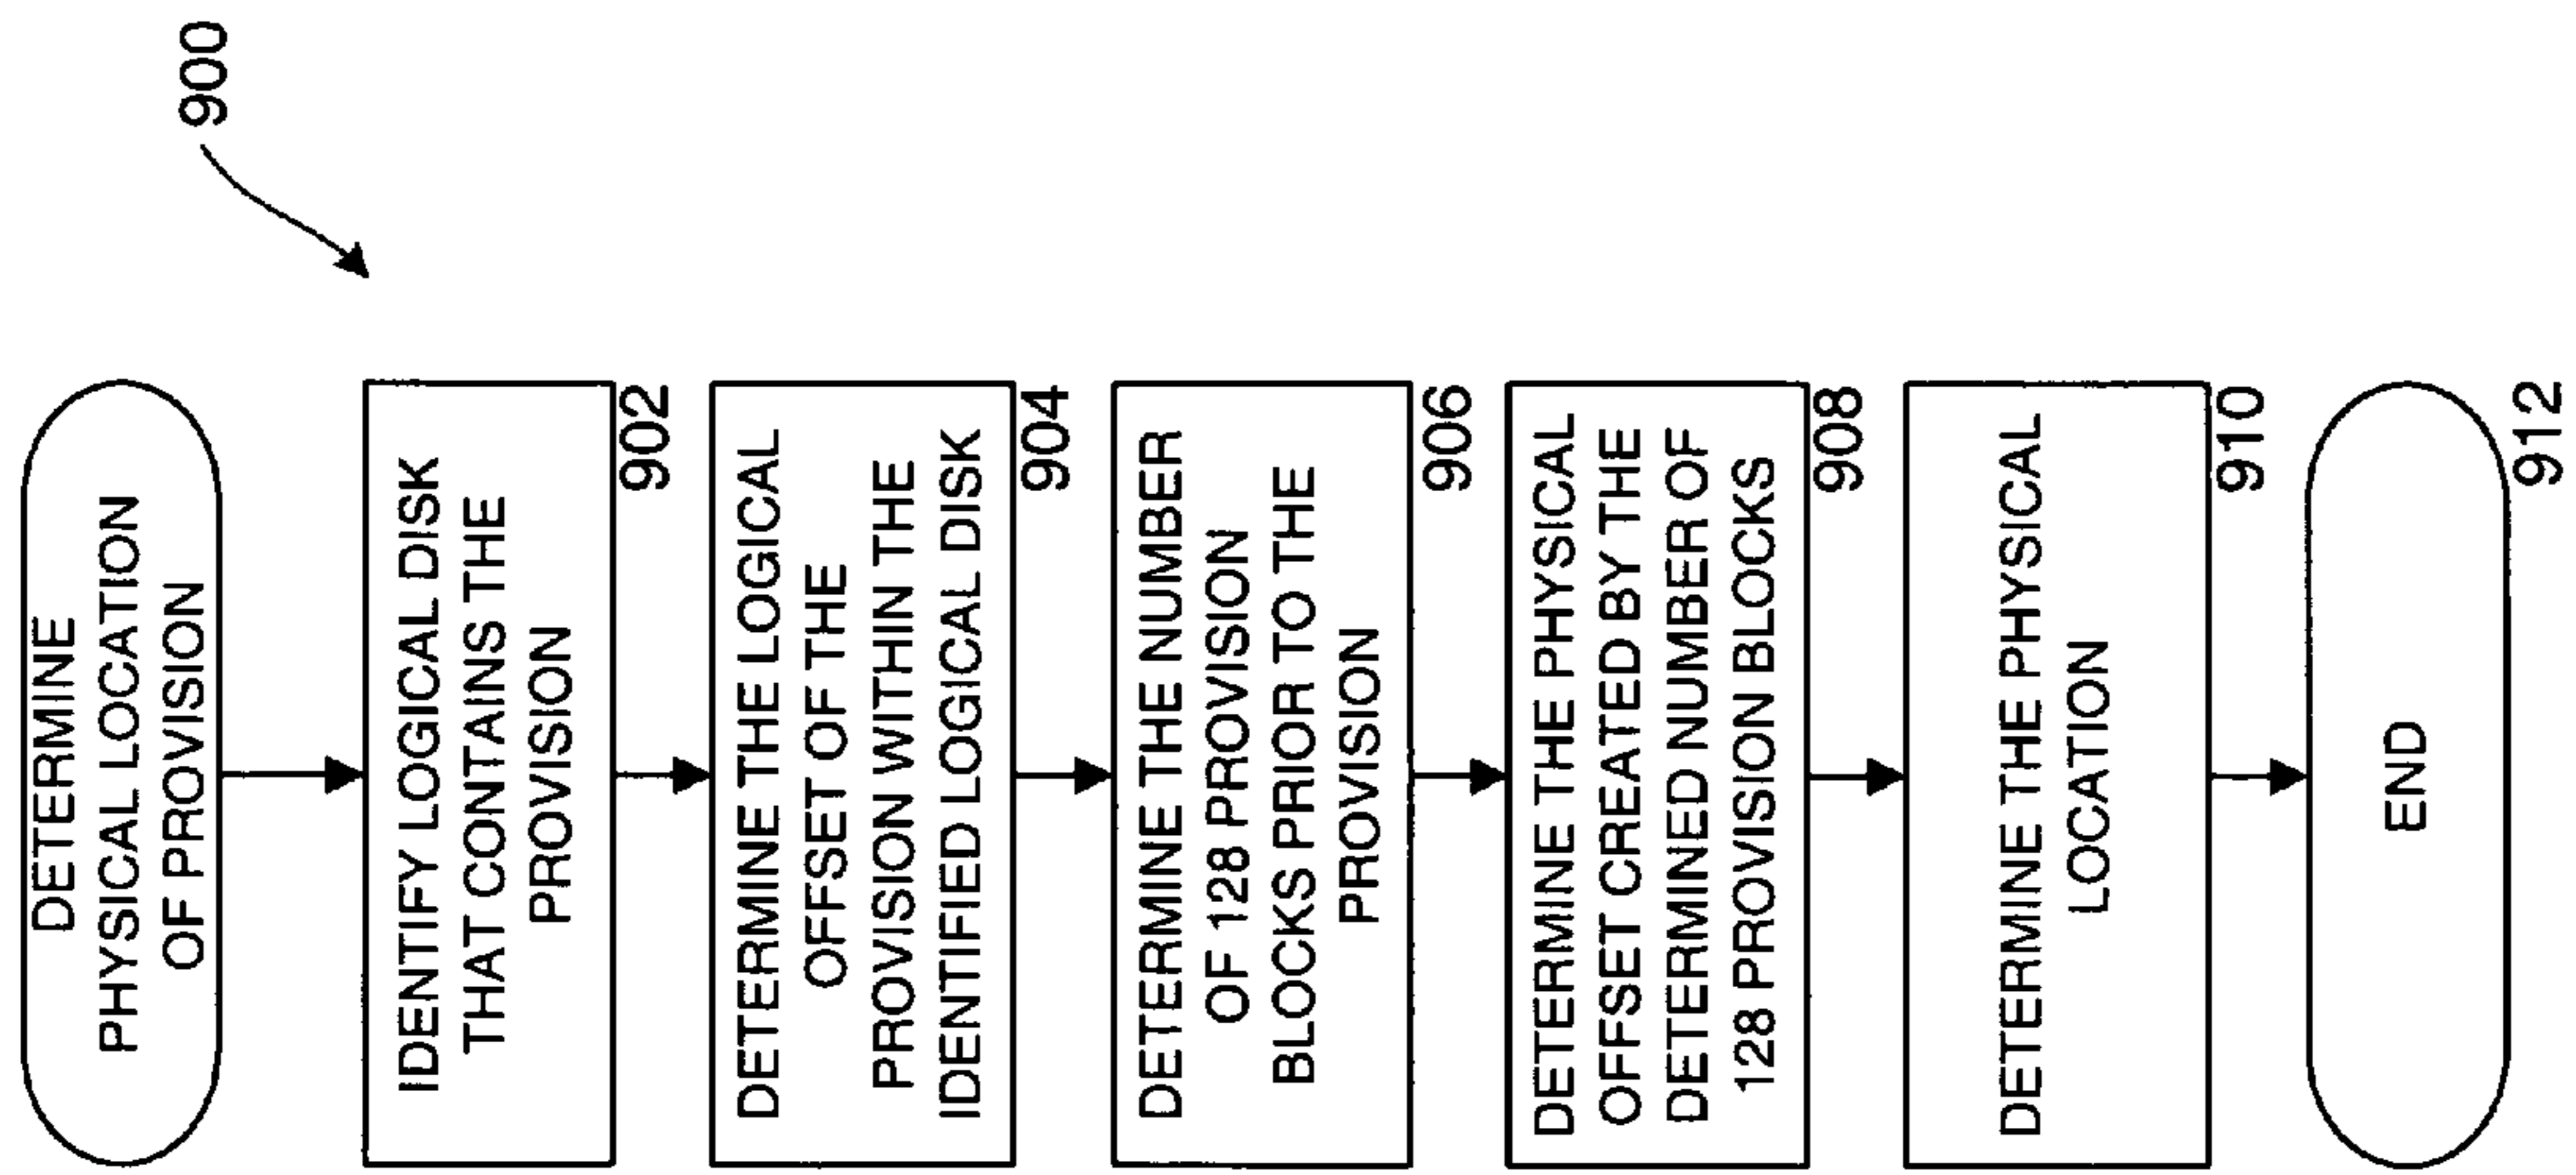 900
DETERMINE
PHYSICAL LOCATION
OF PROVISION
IDENTIFY LOGICAL DISK
THAT CONTAINS THE
PROVISION
902
DETERMINE THE LOGICAL
OFFSET OF THE
PROVISION WITHIN THE
IDENTIFIED LOGICAL DISK
904
DETERMINE THE NUMBER
OF 128 PROVISION
BLOCKS PRIOR TO THE
PROVISION
906
DETERMINE THE PHYSICAL
OFFSET CREATED BY THE
DETERMINED NUMBER OF
128 PROVISION BLOCKS
908
DETERMINE THE PHYSICAL
LOCATION
910
END
912